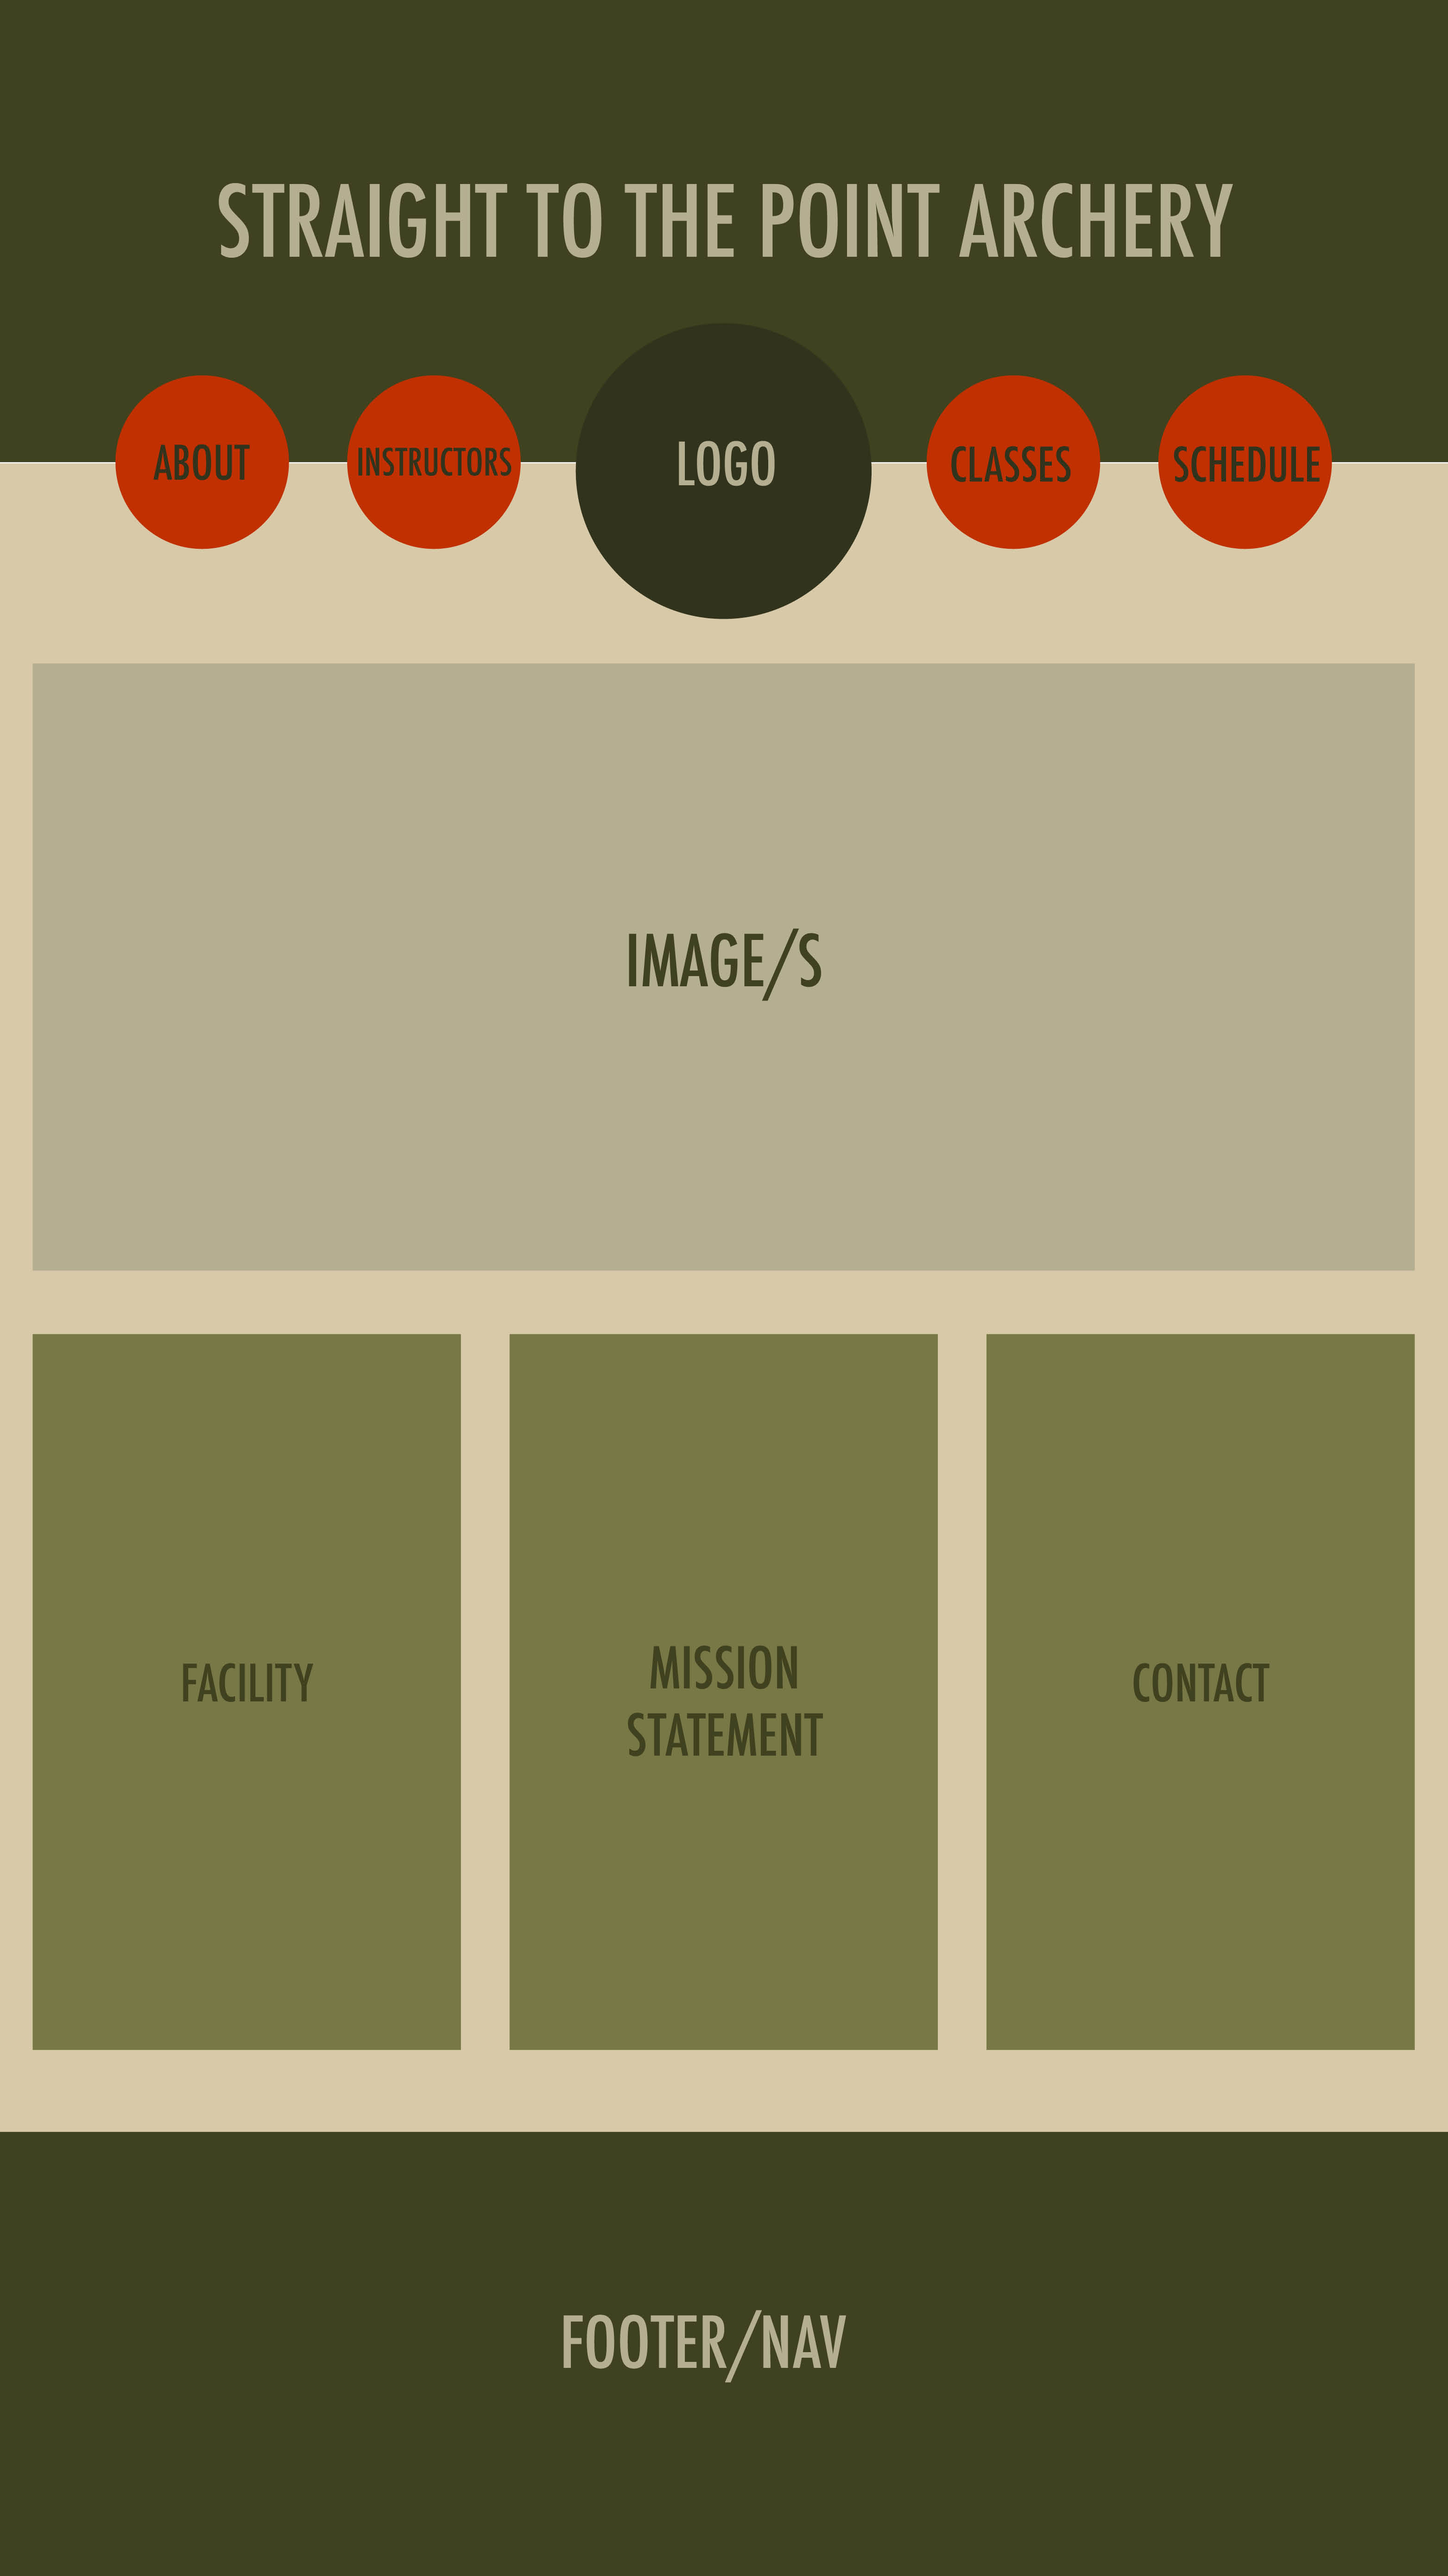 STRAIGHT TO THE POINT ARCHERY
ABOUT
INSTRUCTORS
LOGO
CLASSES
SCHEDULE
IMAGE/S
FACILITY
MISSION
STATEMENT
CONTACT
FOOTER/NAV